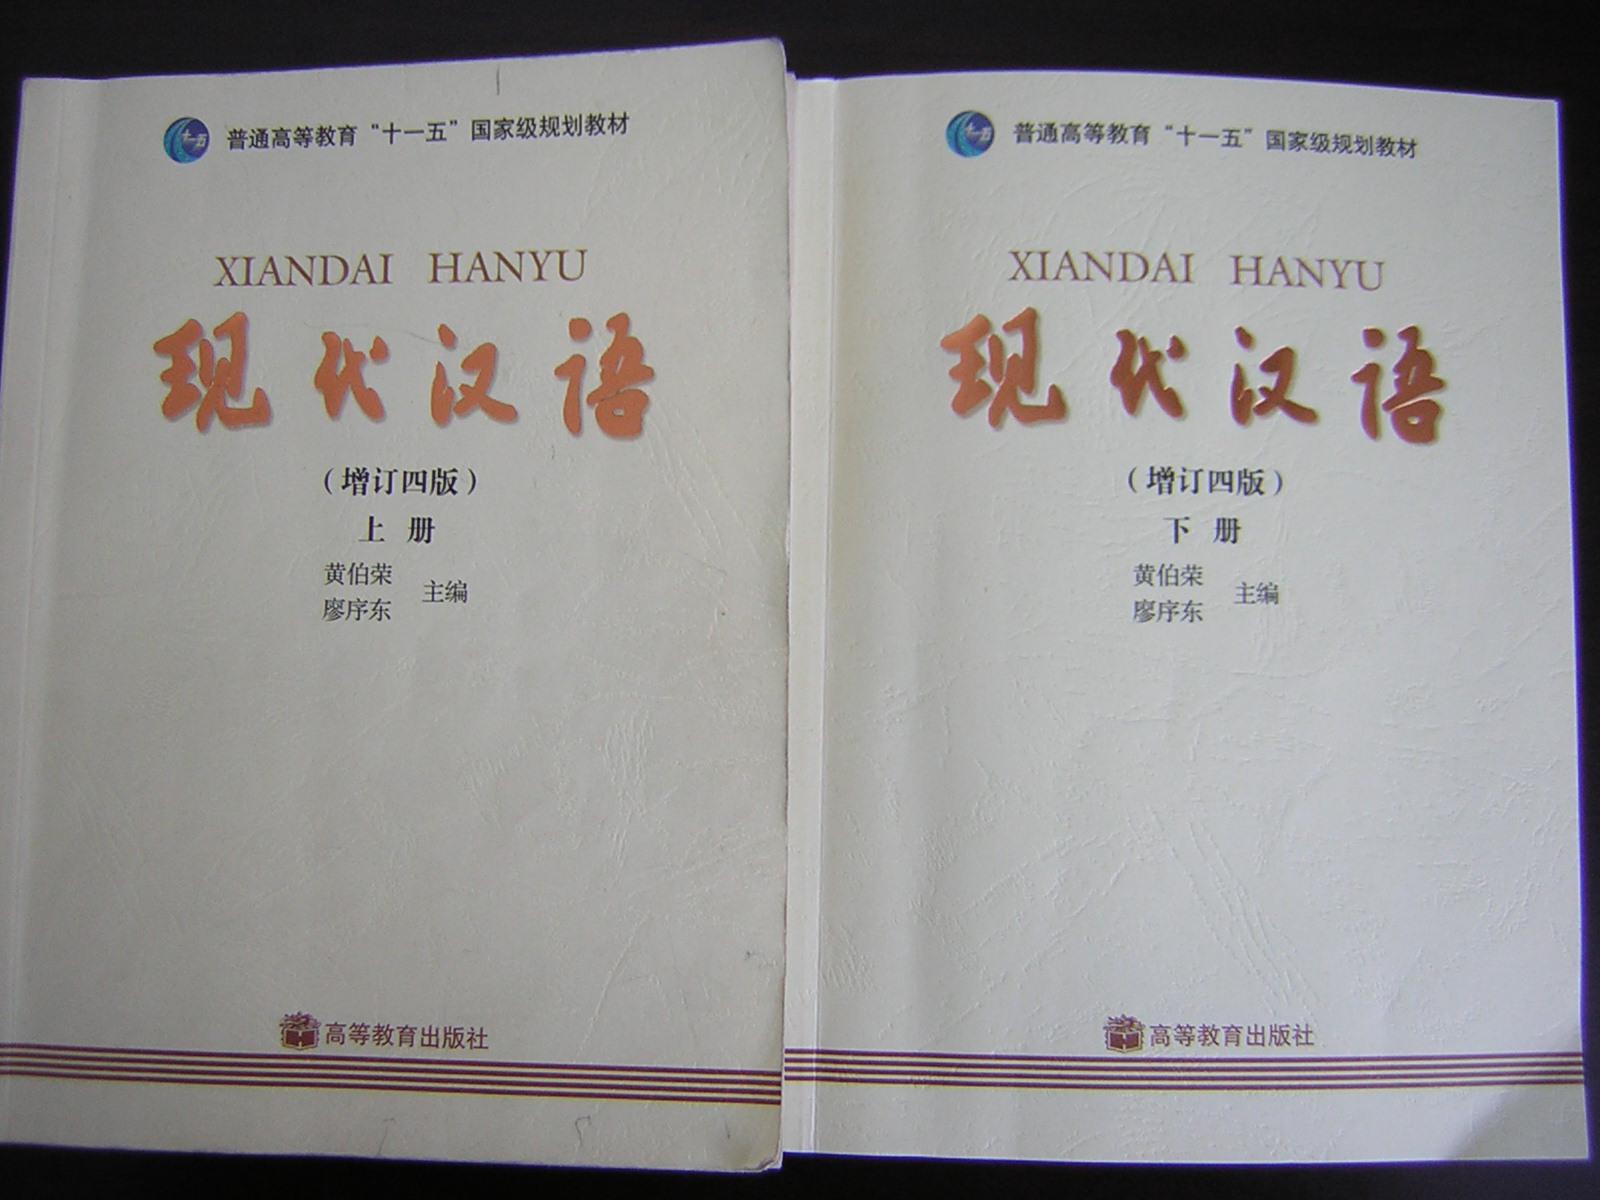 普通高等教育“十一五”国家级规划教材
XIANDAI HANYU
现代汉语
（增订四版）
上册
黄伯荣
廖序东
主编
高等教育出版社
普通高等教育“十一五”国家级规划教材
XIANDAI HANYU
现代汉语
（增订四版）
下册
黄伯荣
廖序东
主编
高等教育出版社